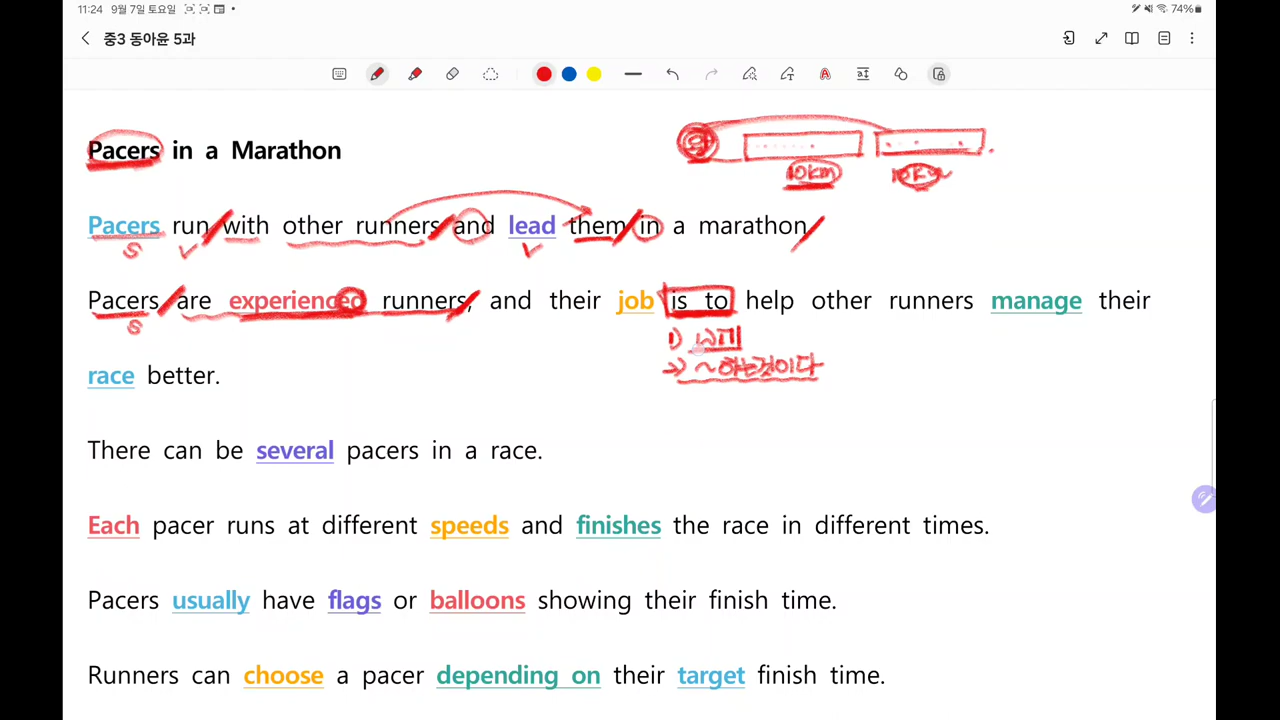 11:24 9월 7일 토요일
74%
중3 동아윤 5과
Pacers in a Marathon
10km 10km
Pacers run with other runners and lead them in a marathon
S V V
Pacers are experienced runners, and their job is to help other runners manage their
S
1)
→ ~하는것이다
race better.
There can be several pacers in a race.
Each pacer runs at different speeds and finishes the race in different times.
Pacers usually have flags or balloons showing their finish time.
Runners can choose a pacer depending on their target finish time.